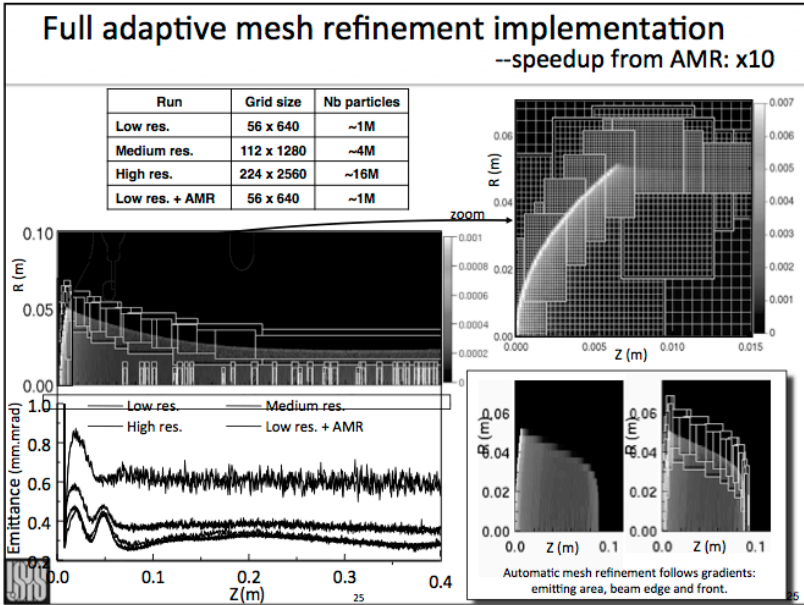 Full adaptive mesh refinement implementation
--speedup from AMR: x10
Run Grid size Nb particles
Low res. 56 x 640 ~1M
Medium res. 112 x 1280 ~4M
High res. 224 x 2560 ~16M
Low res. + AMR 56 x 640 ~1M
zoom
R (m)
0.06
0.04
0.02
0.00
0.000 0.005 0.010 0.015
Z (m)
0.007
0.006
0.005
0.004
0.003
0.002
0.001
0
R (m)
0.10
0.05
0.00
0.001
0.0008
0.0006
0.0004
0.0002
0
Emittance (mm.mrad)
1.0
0.8
0.6
0.4
0.2
Low res. Medium res.
High res. Low res. + AMR
0.0 0.1 0.2 0.3 0.4
Z(m)
25
R (m)
0.06
0.04
0.02
0.00
0.0 Z (m) 0.1
R (m)
0.06
0.04
0.02
0.00
0.0 Z (m) 0.1
Automatic mesh refinement follows gradients:
emitting area, beam edge and front.
25